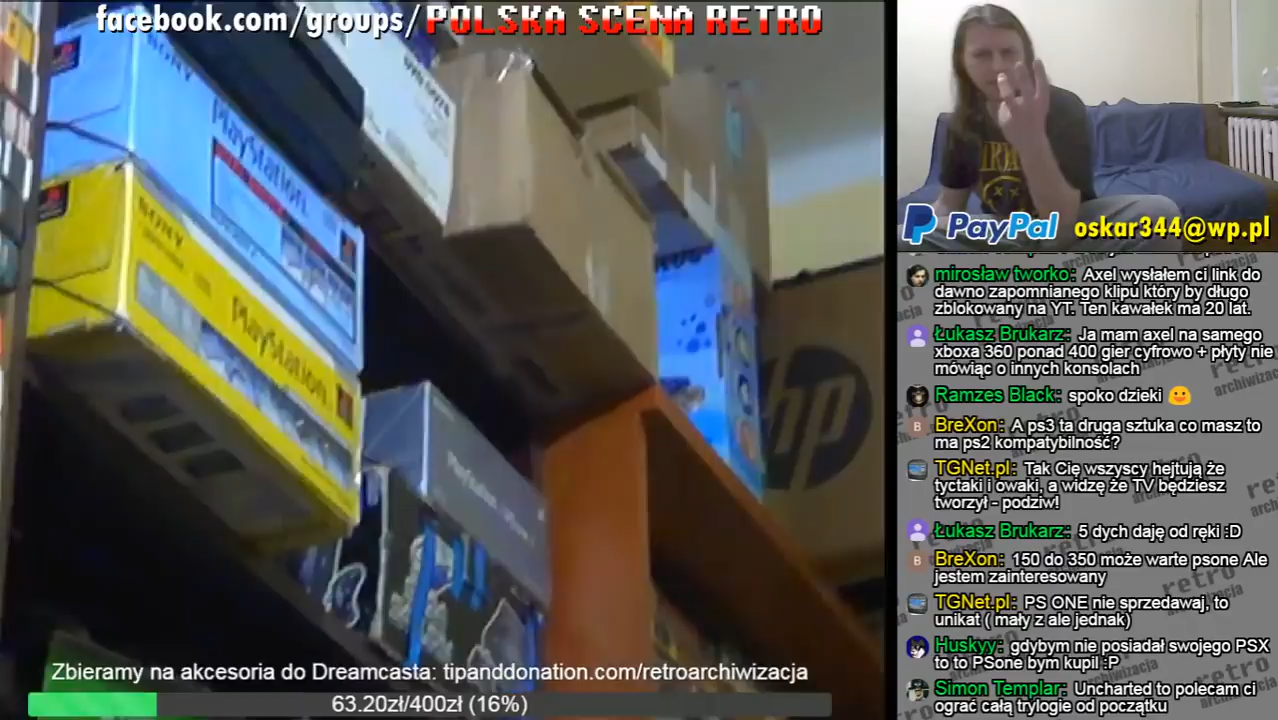 facebook.com/groups/POLSKA SCENA RETRO
SONY
PlayStation
SONY
PlayStation
hp
PayPal oskar344@wp.pl
mirosław tworko: Axel wysłałem ci link do
dawno zapomnianego klipu który by długo
zblokowany na YT. Ten kawałek ma 20 lat.
Łukasz Brukarz: Ja mam axel na samego
xboxa 360 ponad 400 gier cyfrowo + płyty nie
mówiąc o innych konsolach
Ramzes Black: spoko dzieki
BreXon: A ps3 ta druga sztuka co masz to
ma ps2 kompatybilność?
TGNet.pl: Tak Cię wszyscy hejtują że
tyctaki i owaki, a widzę że TV będziesz
tworzył - podziw!
Łukasz Brukarz: 5 dych daję od ręki :D
BreXon: 150 do 350 może warte psone Ale
jestem zainteresowany
TGNet.pl: PS ONE nie sprzedawaj, to
unikat ( mały z ale jednak)
Huskyy: gdybym nie posiadał swojego PSX
to to PSone bym kupil :P
Simon Templar: Uncharted to polecam ci
ograć całą trylogie od początku
retro
archiwizacja
Zbieramy na akcesoria do Dreamcasta: tipanddonation.com/retroarchiwizacja
63.20zł/400zł (16%)